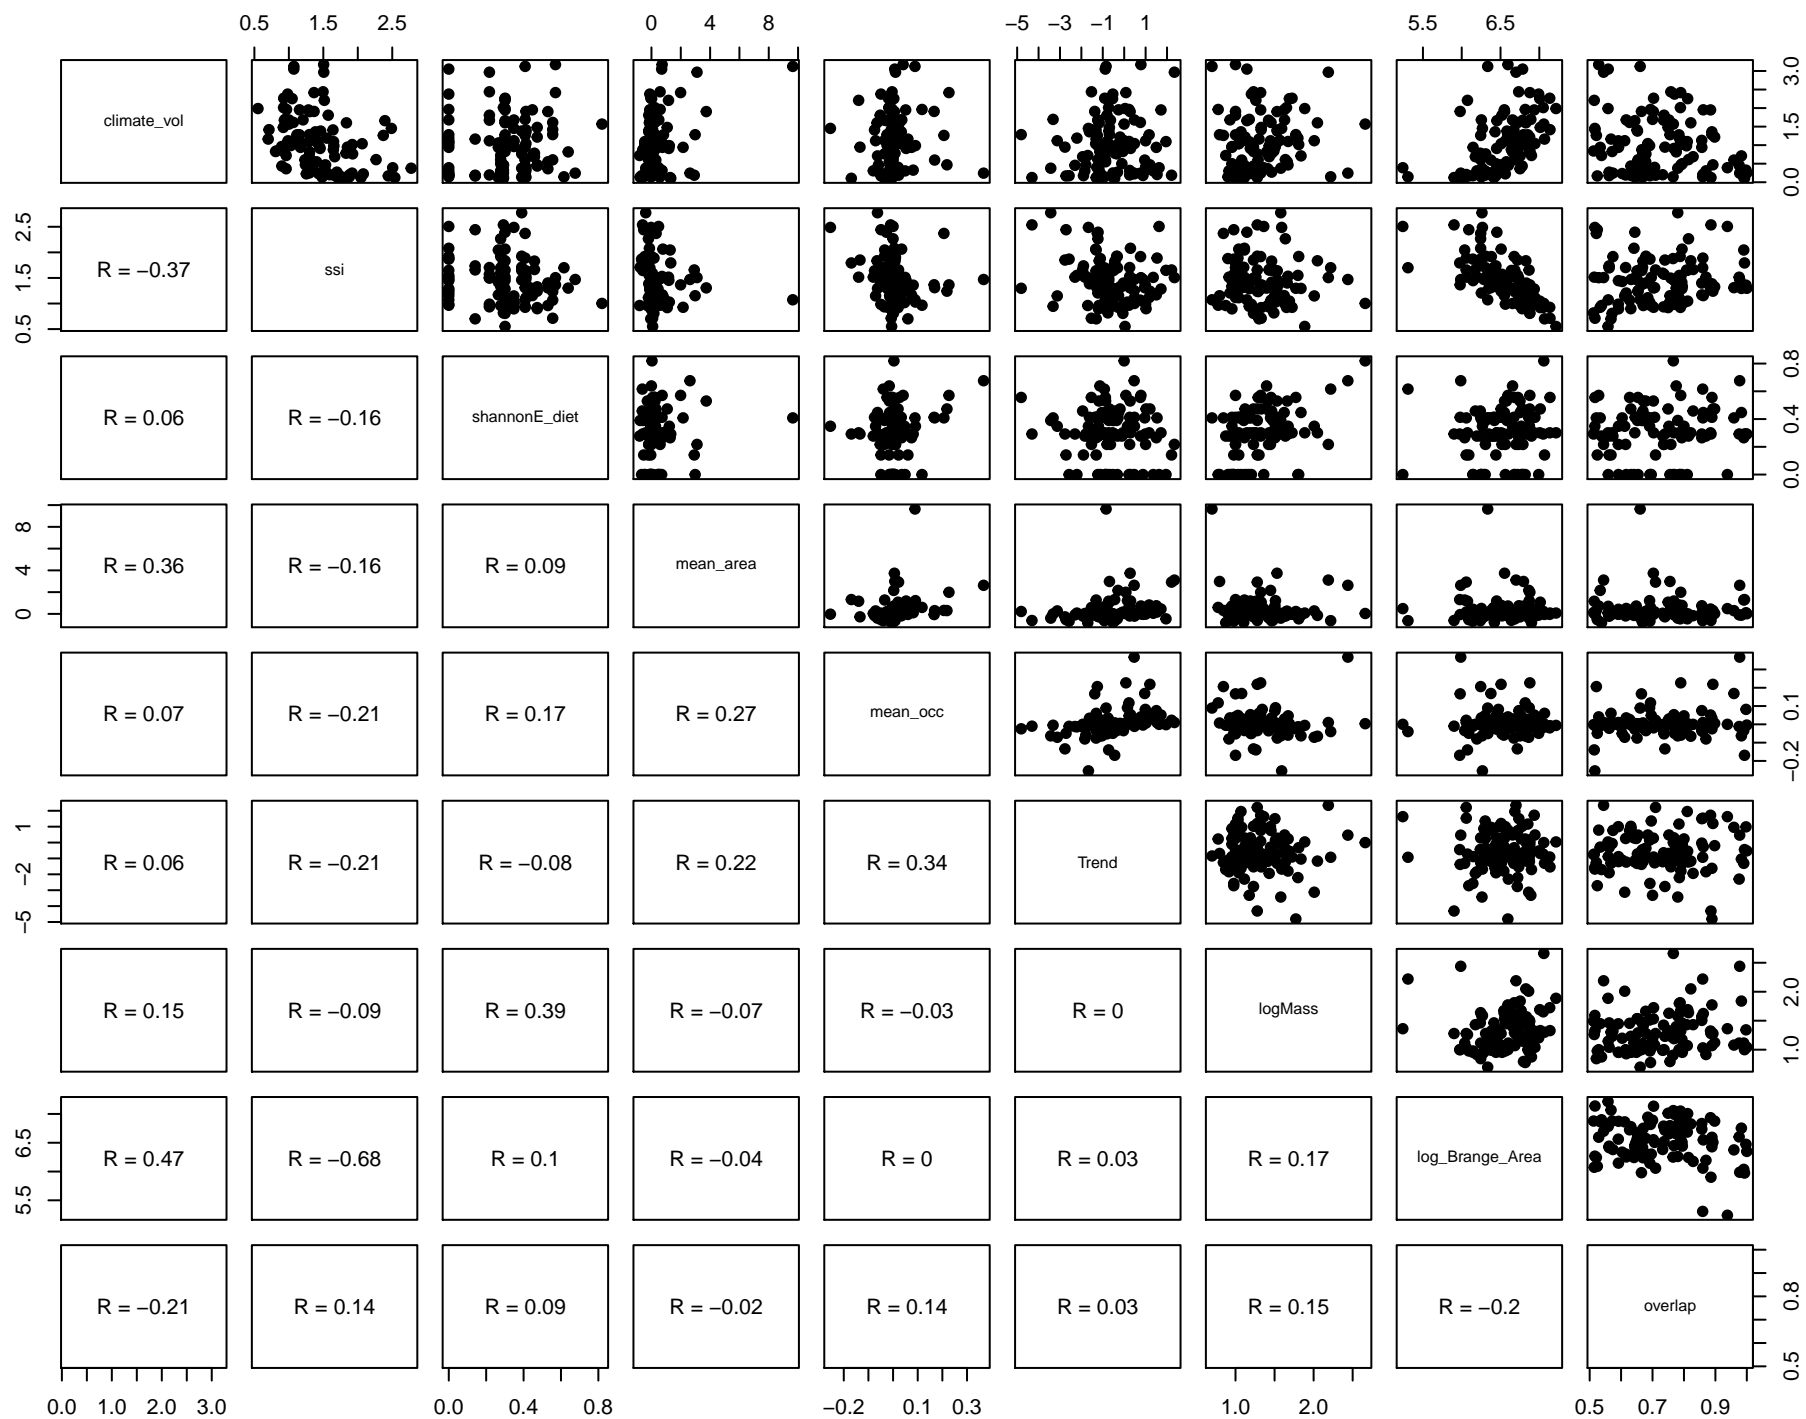 0.5 1.5 2.5 0 4 8 −5 −3 −1 1 5.5 6.5
climate_vol 0.0 1.5 3.0
0.5 1.5 2.5 R = −0.37 ssi
R = 0.06 R = −0.16 shannonE_diet 0.0 0.4 0.8
0 4 8 R = 0.36 R = −0.16 R = 0.09 mean_area
R = 0.07 R = −0.21 R = 0.17 R = 0.27 mean_occ −0.2 0.1
−5 −2 1 R = 0.06 R = −0.21 R = −0.08 R = 0.22 R = 0.34 Trend
R = 0.15 R = −0.09 R = 0.39 R = −0.07 R = −0.03 R = 0 logMass 1.0 2.0
5.5 6.5 R = 0.47 R = −0.68 R = 0.1 R = −0.04 R = 0 R = 0.03 R = 0.17 log_Brange_Area
R = −0.21 R = 0.14 R = 0.09 R = −0.02 R = 0.14 R = 0.03 R = 0.15 R = −0.2 overlap 0.5 0.8
0.0 1.0 2.0 3.0 0.0 0.4 0.8 −0.2 0.1 0.3 1.0 2.0 0.5 0.7 0.9